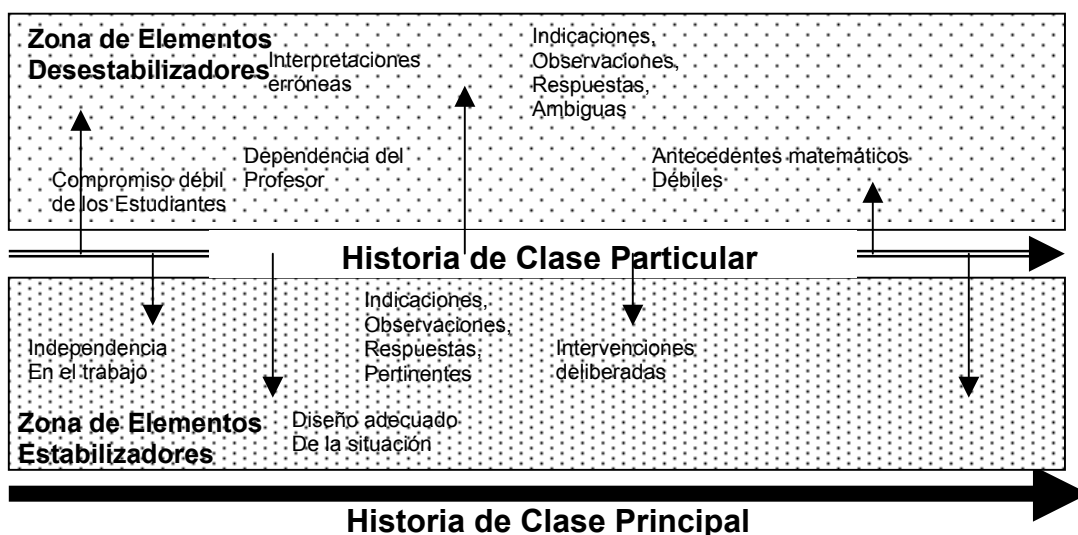 Zona de Elementos
Desestabilizadores
Interpretaciones
erróneas
Indicaciones,
Observaciones,
Respuestas,
Ambiguas
Compromiso débil
de los Estudiantes
Dependencia del
Profesor
Antecedentes matemáticos
Débiles
Historia de Clase Particular
Independencia
En el trabajo
Indicaciones,
Observaciones,
Respuestas,
Pertinentes
Intervenciones
deliberadas
Zona de Elementos
Estabilizadores
Diseño adecuado
De la situación
Historia de Clase Principal